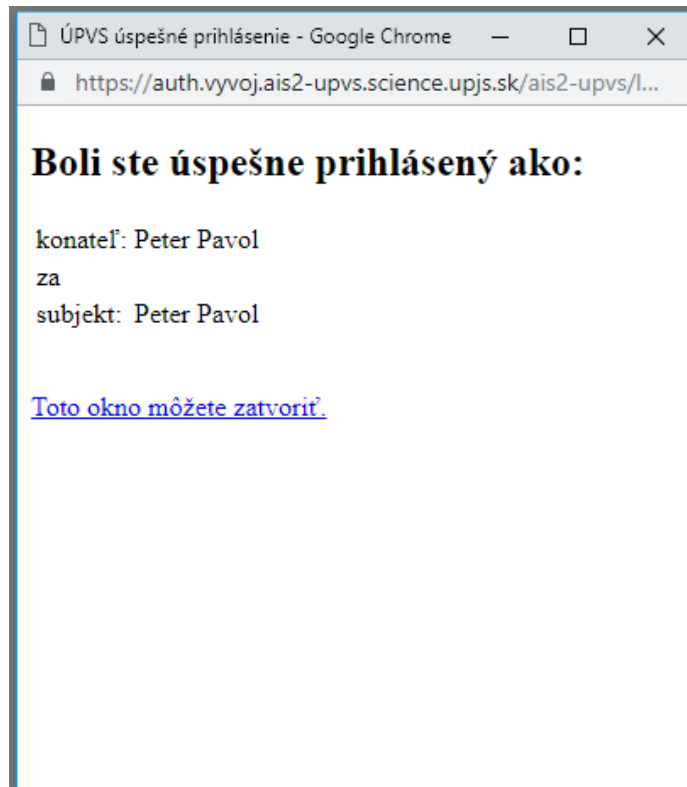 ÚPVS úspešné prihlásenie - Google Chrome
https://auth.vyvoj.ais2-upvs.science.upjs.sk/ais2-upvs/l...
Boli ste úspešne prihlásený ako:
konateľ: Peter Pavol
za
subjekt: Peter Pavol
Toto okno môžete zatvoriť.